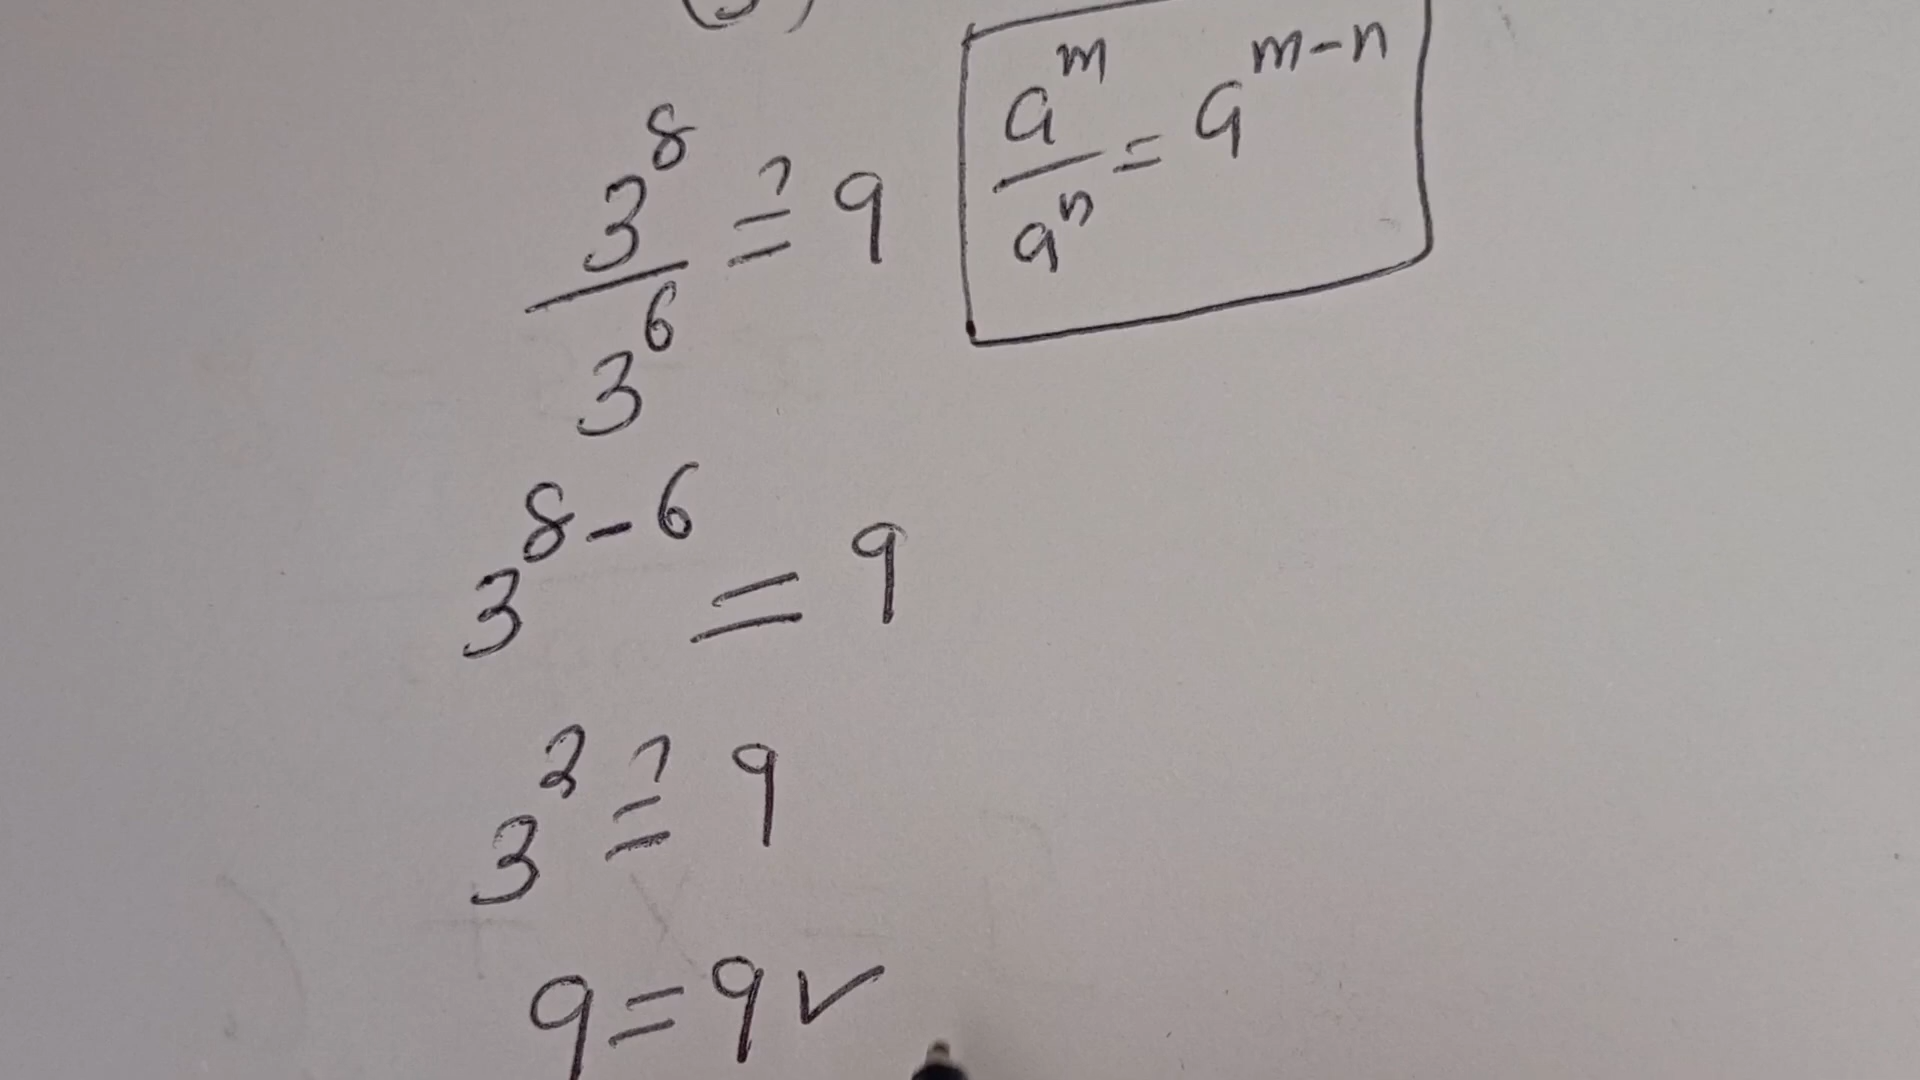 3^8/3^6 ≟ 9
a^m/a^n = a^{m-n}
3^{8-6} = 9
3^2 ≟ 9
9 = 9 ✓